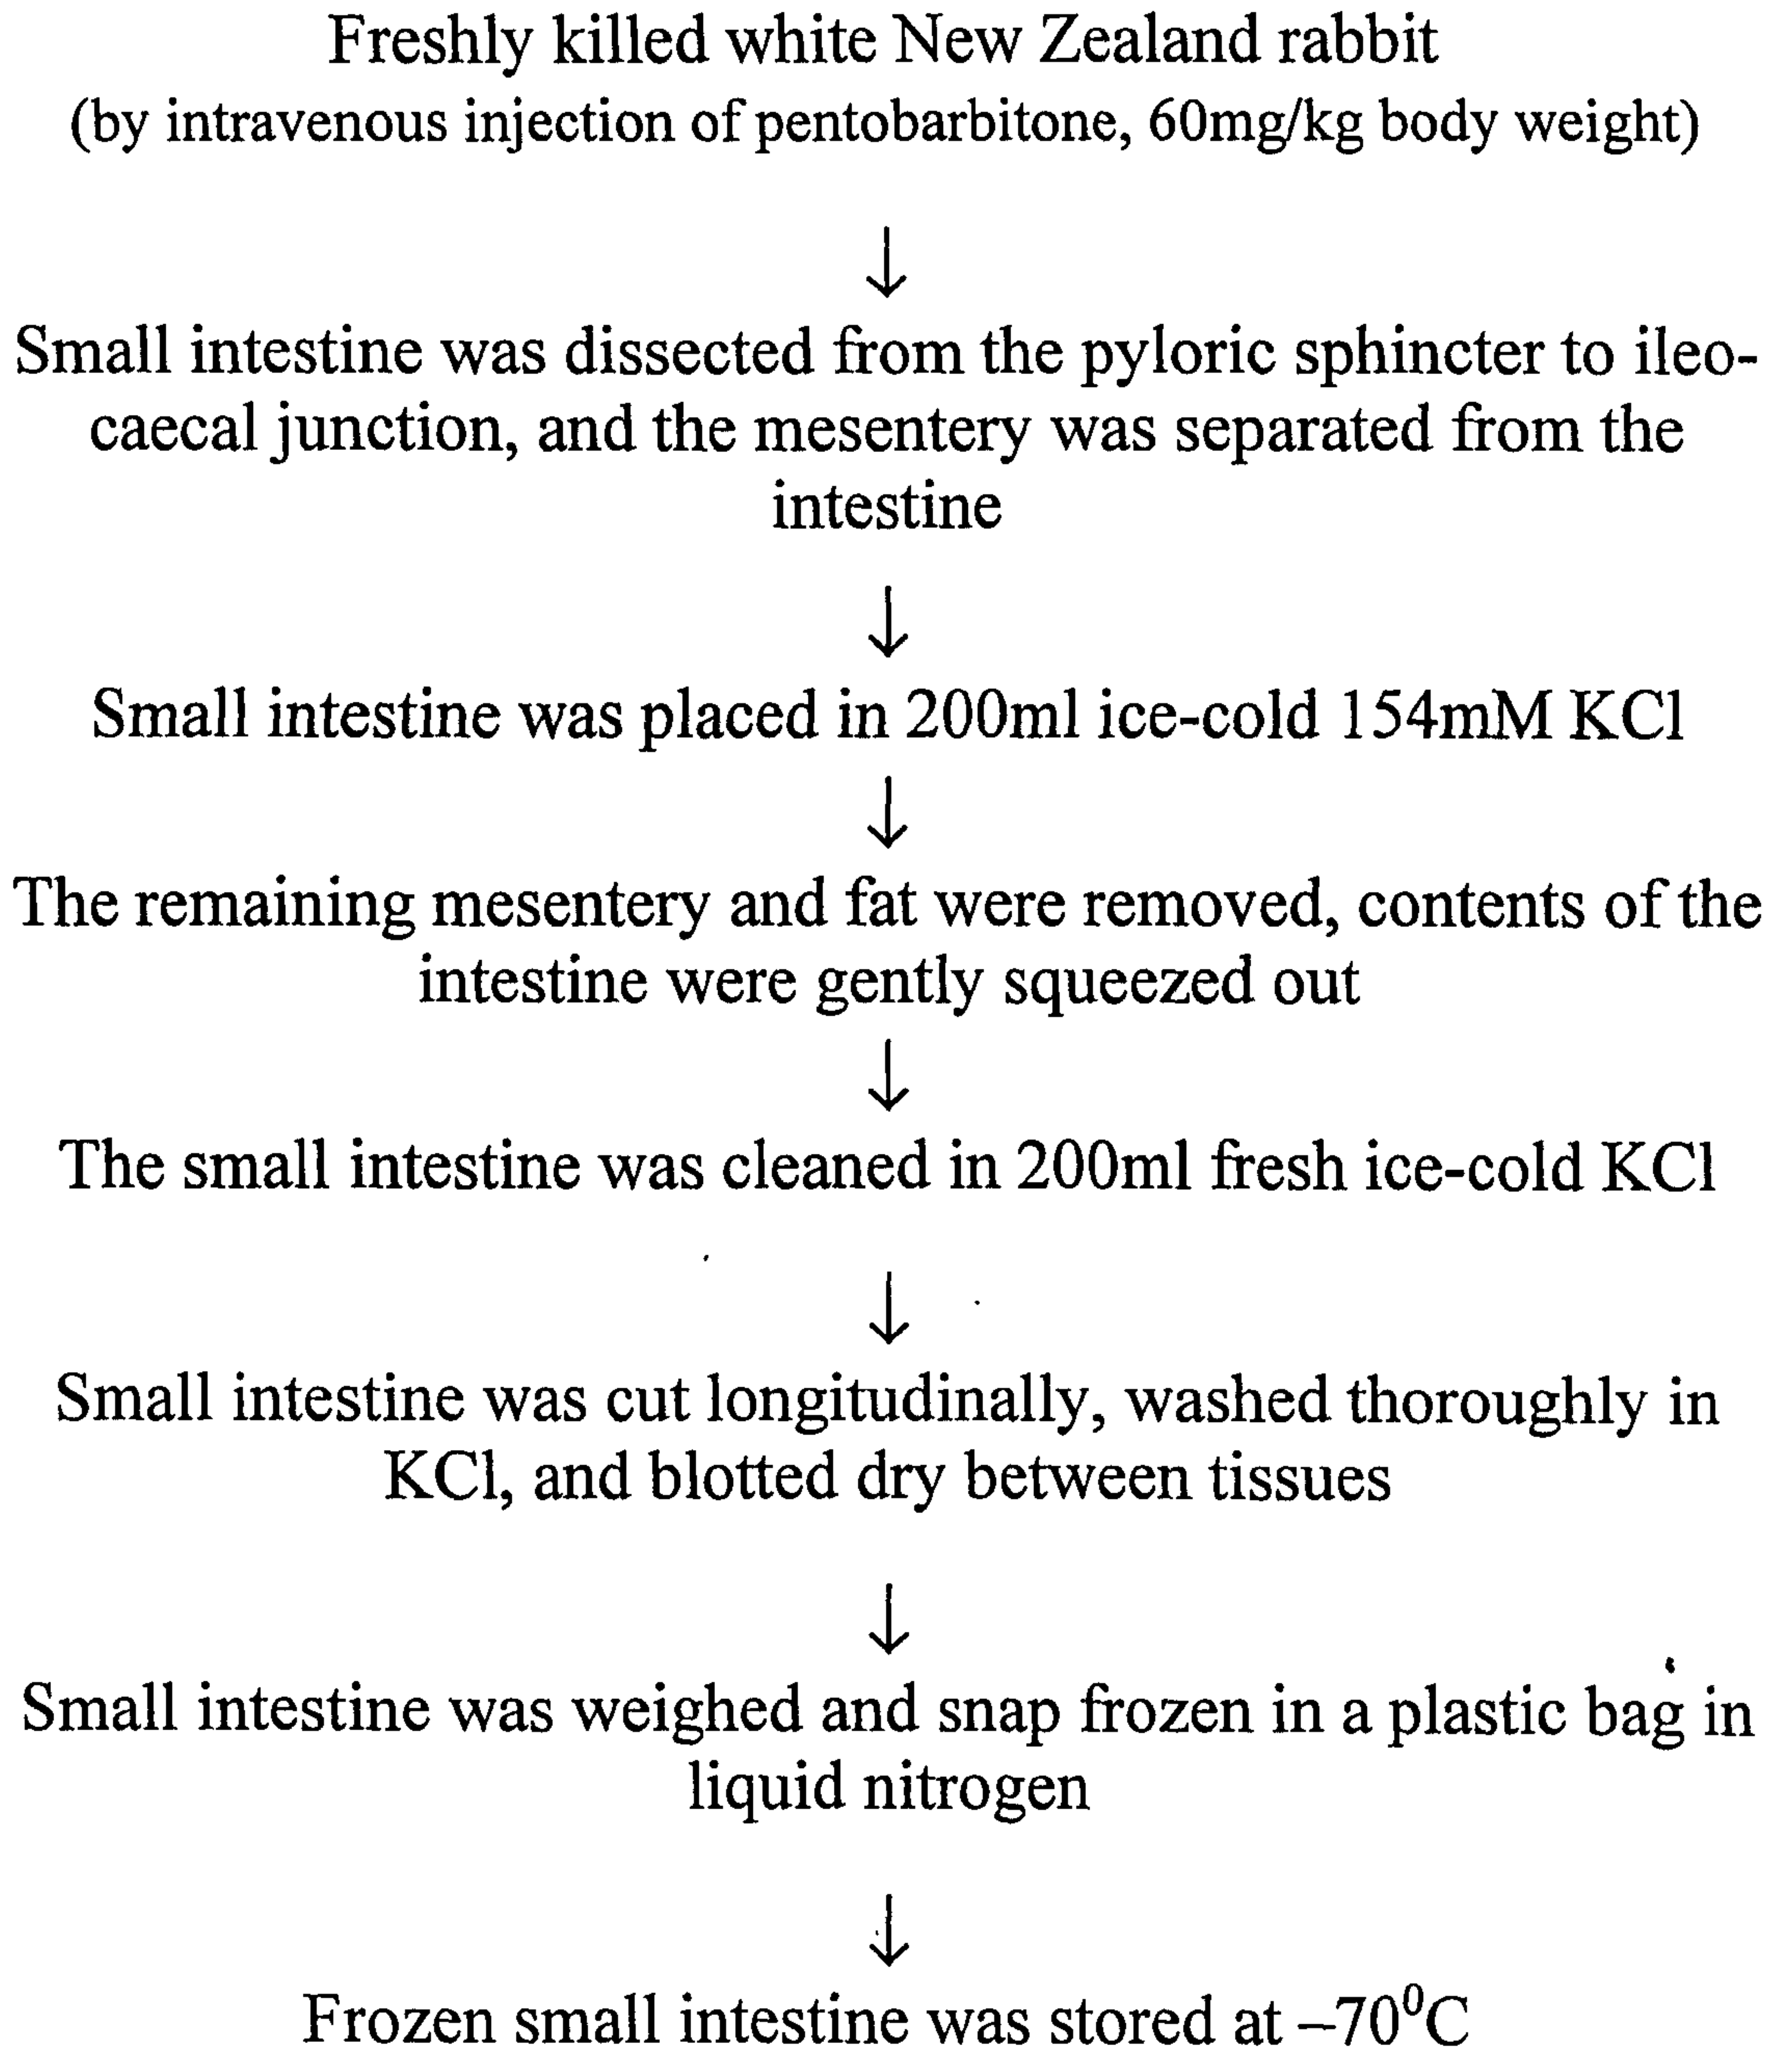 Freshly killed white New Zealand rabbit
(by intravenous injection of pentobarbitone, 60mg/kg body weight)
↓
Small intestine was dissected from the pyloric sphincter to ileo-
caecal junction, and the mesentery was separated from the
intestine
↓
Small intestine was placed in 200ml ice-cold 154mM KCl
↓
The remaining mesentery and fat were removed, contents of the
intestine were gently squeezed out
↓
The small intestine was cleaned in 200ml fresh ice-cold KCl
↓
Small intestine was cut longitudinally, washed thoroughly in
KCl, and blotted dry between tissues
↓
Small intestine was weighed and snap frozen in a plastic bag in
liquid nitrogen
↓
Frozen small intestine was stored at –70⁰C